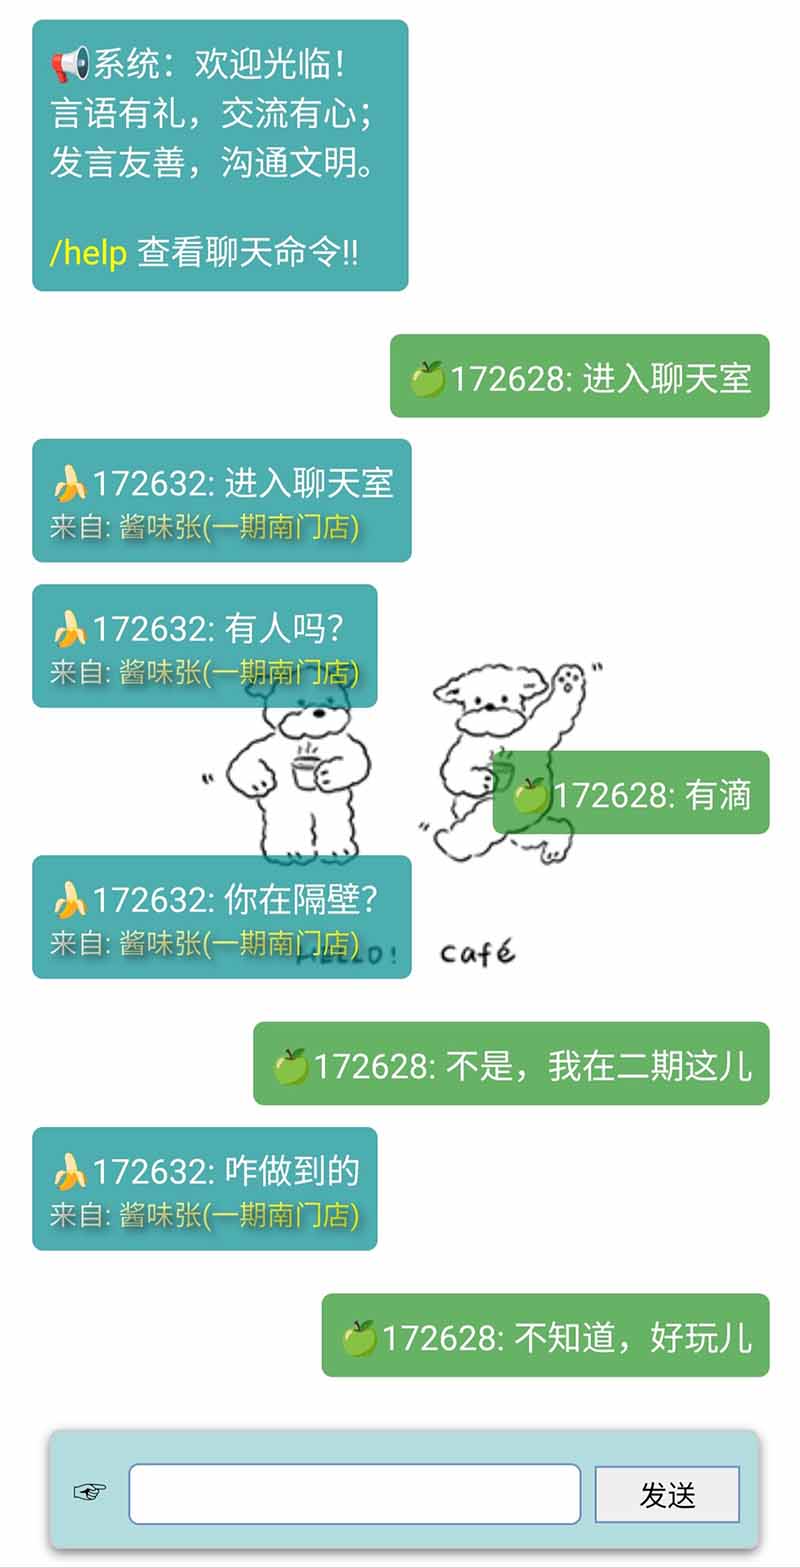 📢系统：欢迎光临！
言语有礼，交流有心；
发言友善，沟通文明。
/help 查看聊天命令!!
🍏172628: 进入聊天室
🍌172632: 进入聊天室
来自: 酱味张(一期南门店)
🍌172632: 有人吗？
来自: 酱味张(一期南门店)
🍏172628: 有滴
🍌172632: 你在隔壁？
来自: 酱味张(一期南门店)
HELLO! café
🍏172628: 不是，我在二期这儿
🍌172632: 咋做到的
来自: 酱味张(一期南门店)
🍏172628: 不知道，好玩儿
☞ 发送